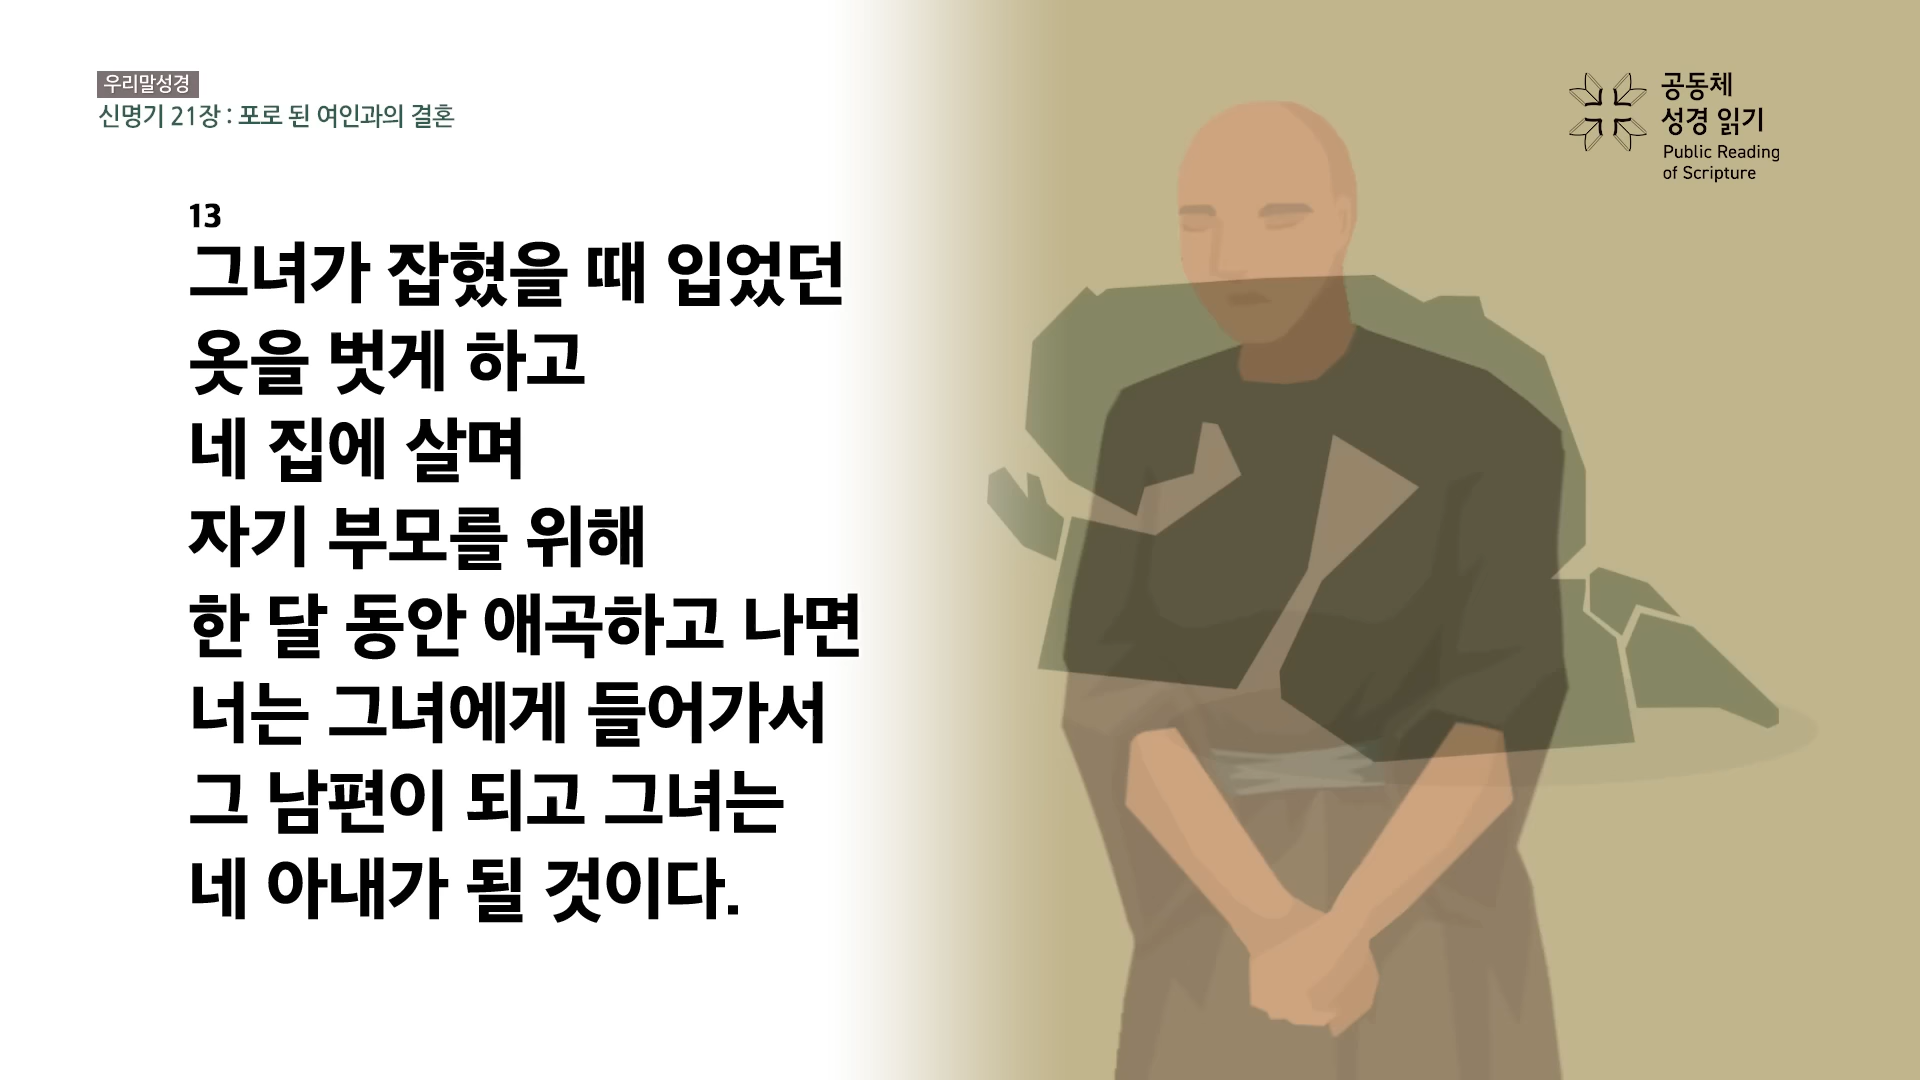 우리말성경
신명기 21장 : 포로 된 여인과의 결혼
공동체
성경 읽기
Public Reading
of Scripture
13
그녀가 잡혔을 때 입었던
옷을 벗게 하고
네 집에 살며
자기 부모를 위해
한 달 동안 애곡하고 나면
너는 그녀에게 들어가서
그 남편이 되고 그녀는
네 아내가 될 것이다.